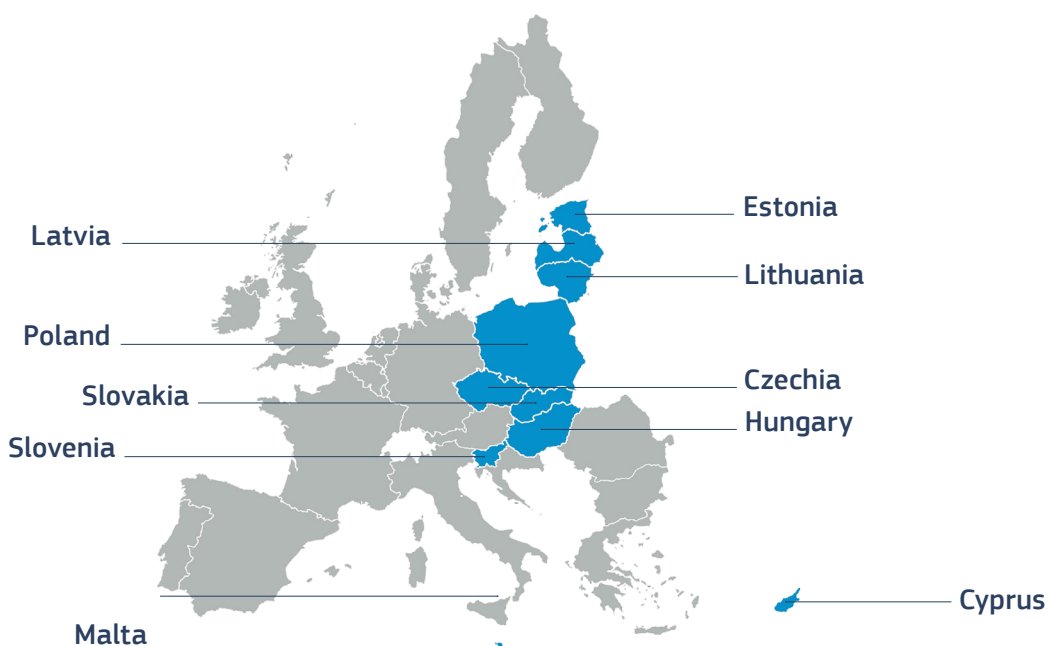 Estonia
Latvia
Lithuania
Poland
Czechia
Slovakia
Hungary
Slovenia
Cyprus
Malta